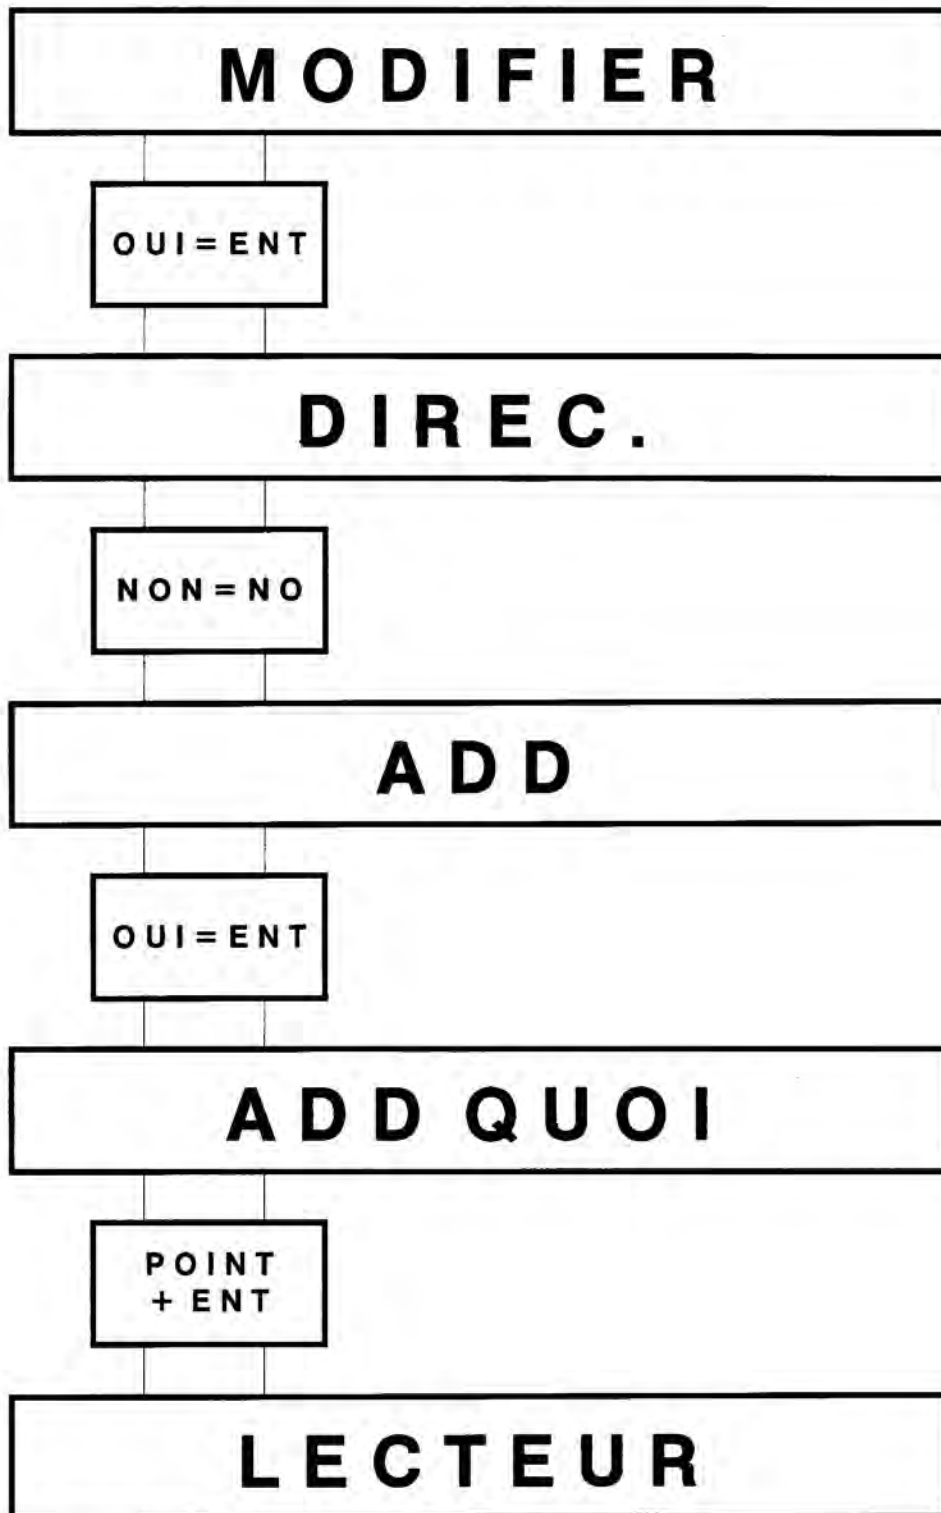 MODIFIER
OUI=ENT
DIREC.
NON=NO
ADD
OUI=ENT
ADD QUOI
POINT
+ ENT
LECTEUR